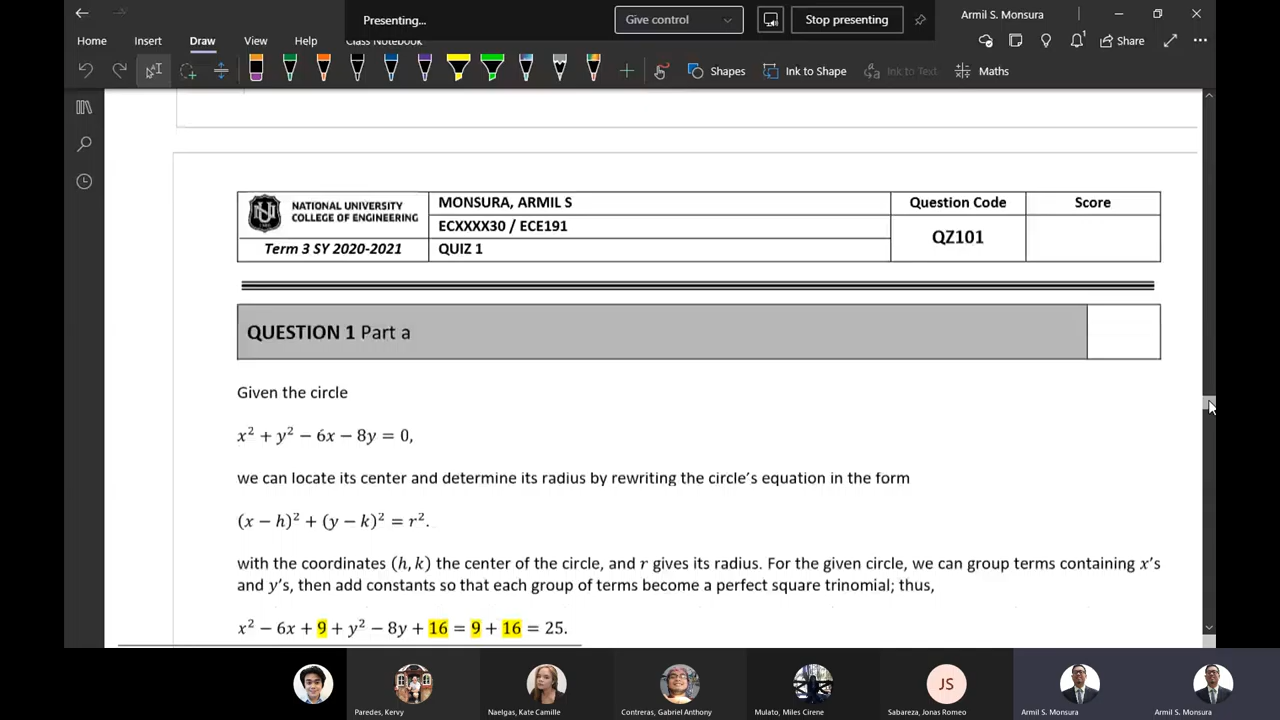 Presenting...
Give control
Stop presenting
Armil S. Monsura
Home Insert Draw View Help Class Notebook
Share
Shapes Ink to Shape Ink to Text Maths
NATIONAL UNIVERSITY
COLLEGE OF ENGINEERING
Term 3 SY 2020-2021
MONSURA, ARMIL S
ECXXXX30 / ECE191
QUIZ 1
Question Code
QZ101
Score
QUESTION 1 Part a
Given the circle
x² + y² − 6x − 8y = 0,
we can locate its center and determine its radius by rewriting the circle's equation in the form
(x − h)² + (y − k)² = r².
with the coordinates (h, k) the center of the circle, and r gives its radius. For the given circle, we can group terms containing x's
and y's, then add constants so that each group of terms become a perfect square trinomial; thus,
x² − 6x + 9 + y² − 8y + 16 = 9 + 16 = 25.
JS
Paredes, Kervy
Naelgas, Kate Camille
Contreras, Gabriel Anthony
Mulato, Miles Cirene
Sabareza, Jonas Romeo
Armil S. Monsura
Armil S. Monsura